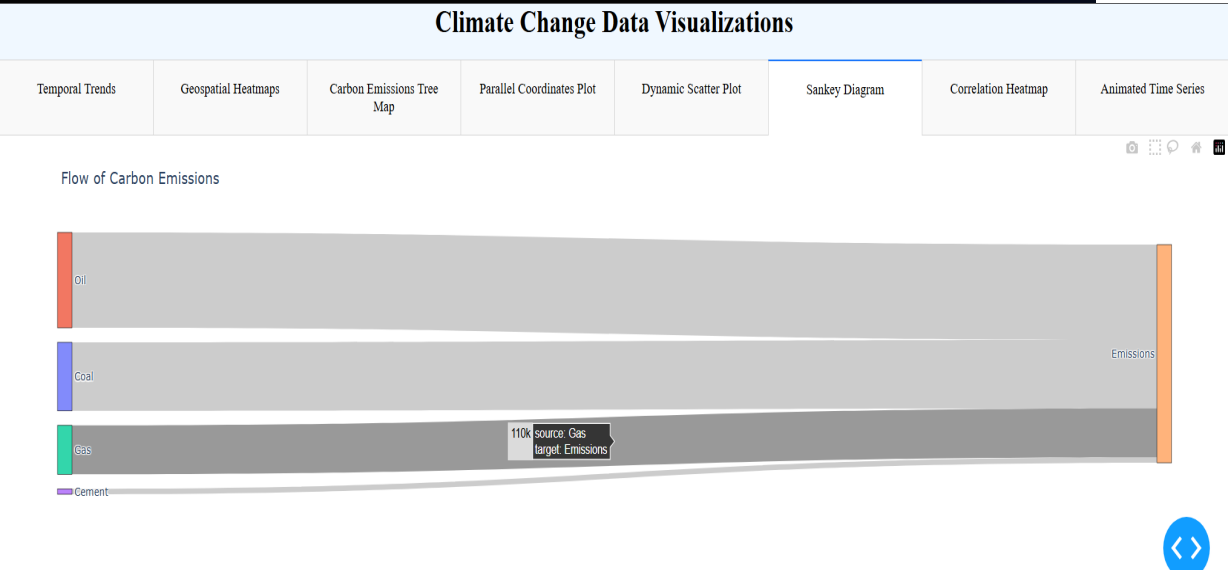 Climate Change Data Visualizations
Temporal Trends
Geospatial Heatmaps
Carbon Emissions Tree
Map
Parallel Coordinates Plot
Dynamic Scatter Plot
Sankey Diagram
Correlation Heatmap
Animated Time Series
Flow of Carbon Emissions
Oil
Coal
Gas
Cement
110k
source: Gas
target: Emissions
Emissions